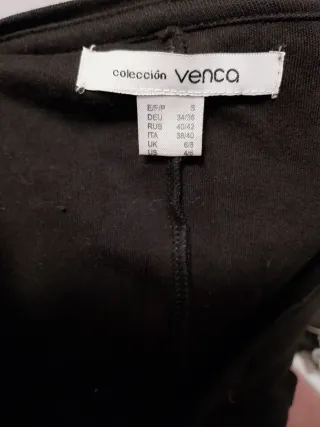 colección venca
E/F/P S
DEU 34/36
RUS 40/42
ITA 38/40
UK 6/8
US 4/6